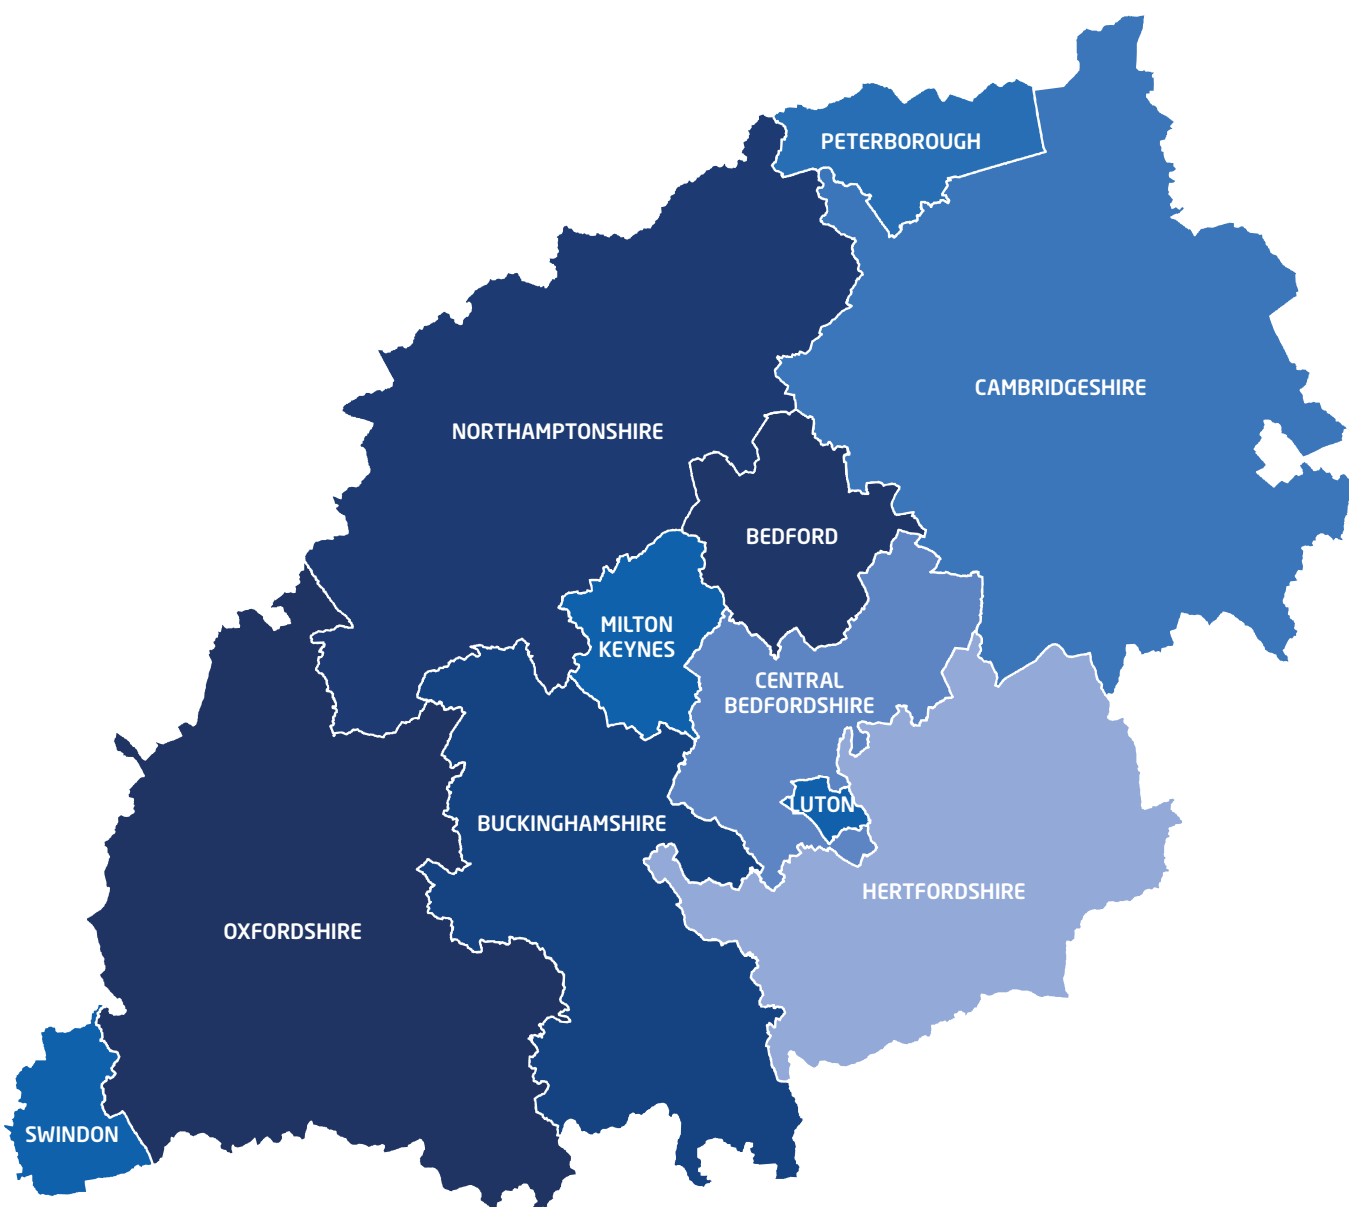 PETERBOROUGH
CAMBRIDGESHIRE
NORTHAMPTONSHIRE
BEDFORD
MILTON
KEYNES
CENTRAL
BEDFORDSHIRE
LUTON
BUCKINGHAMSHIRE
HERTFORDSHIRE
OXFORDSHIRE
SWINDON